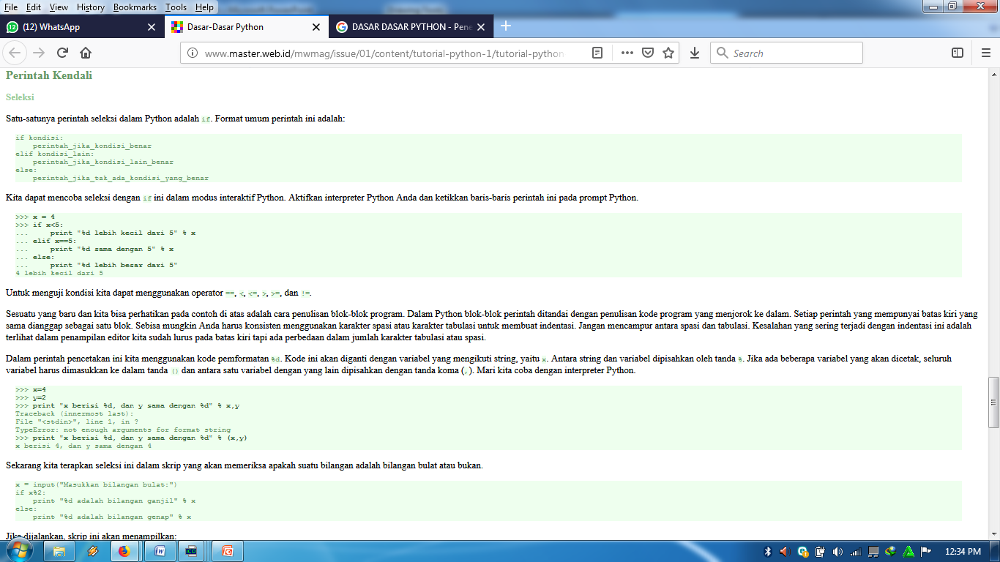 File Edit View History Bookmarks Tools Help
(12) WhatsApp
Dasar-Dasar Python
DASAR DASAR PYTHON - Pene
www.master.web.id/mwmag/issue/01/content/tutorial-python-1/tutorial-python
Search
Perintah Kendali
Seleksi
Satu-satunya perintah seleksi dalam Python adalah if. Format umum perintah ini adalah:
if kondisi:
    perintah_jika_kondisi_benar
elif kondisi_lain:
    perintah_jika_kondisi_lain_benar
else:
    perintah_jika_tak_ada_kondisi_yang_benar
Kita dapat mencoba seleksi dengan if ini dalam modus interaktif Python. Aktifkan interpreter Python Anda dan ketikkan baris-baris perintah ini pada prompt Python.
>>> x = 4
>>> if x<5:
...     print "%d lebih kecil dari 5" % x
... elif x==5:
...     print "%d sama dengan 5" % x
... else:
...     print "%d lebih besar dari 5"
4 lebih kecil dari 5
Untuk menguji kondisi kita dapat menggunakan operator ==, <, <=, >, >=, dan !=.
Sesuatu yang baru dan kita bisa perhatikan pada contoh di atas adalah cara penulisan blok-blok program. Dalam Python blok-blok perintah ditandai dengan penulisan kode program yang menjorok ke dalam. Setiap perintah yang mempunyai batas kiri yang
sama dianggap sebagai satu blok. Sebisa mungkin Anda harus konsisten menggunakan karakter spasi atau karakter tabulasi untuk membuat indentasi. Jangan mencampur antara spasi dan tabulasi. Kesalahan yang sering terjadi dengan indentasi ini adalah
terlihat dalam penampilan editor kita sudah lurus pada batas kiri tapi ada perbedaan dalam jumlah karakter tabulasi atau spasi.
Dalam perintah pencetakan ini kita menggunakan kode pemformatan %d. Kode ini akan diganti dengan variabel yang mengikuti string, yaitu x. Antara string dan variabel dipisahkan oleh tanda %. Jika ada beberapa variabel yang akan dicetak, seluruh
variabel harus dimasukkan ke dalam tanda () dan antara satu variabel dengan yang lain dipisahkan dengan tanda koma (,). Mari kita coba dengan interpreter Python.
>>> x=4
>>> y=2
>>> print "x berisi %d, dan y sama dengan %d" % x,y
Traceback (innermost last):
File "<stdin>", line 1, in ?
TypeError: not enough arguments for format string
>>> print "x berisi %d, dan y sama dengan %d" % (x,y)
x berisi 4, dan y sama dengan 4
Sekarang kita terapkan seleksi ini dalam skrip yang akan memeriksa apakah suatu bilangan adalah bilangan bulat atau bukan.
x = input("Masukkan bilangan bulat:")
if x%2:
    print "%d adalah bilangan ganjil" % x
else:
    print "%d adalah bilangan genap" % x
Jika dijalankan, skrip ini akan menampilkan:
12:34 PM